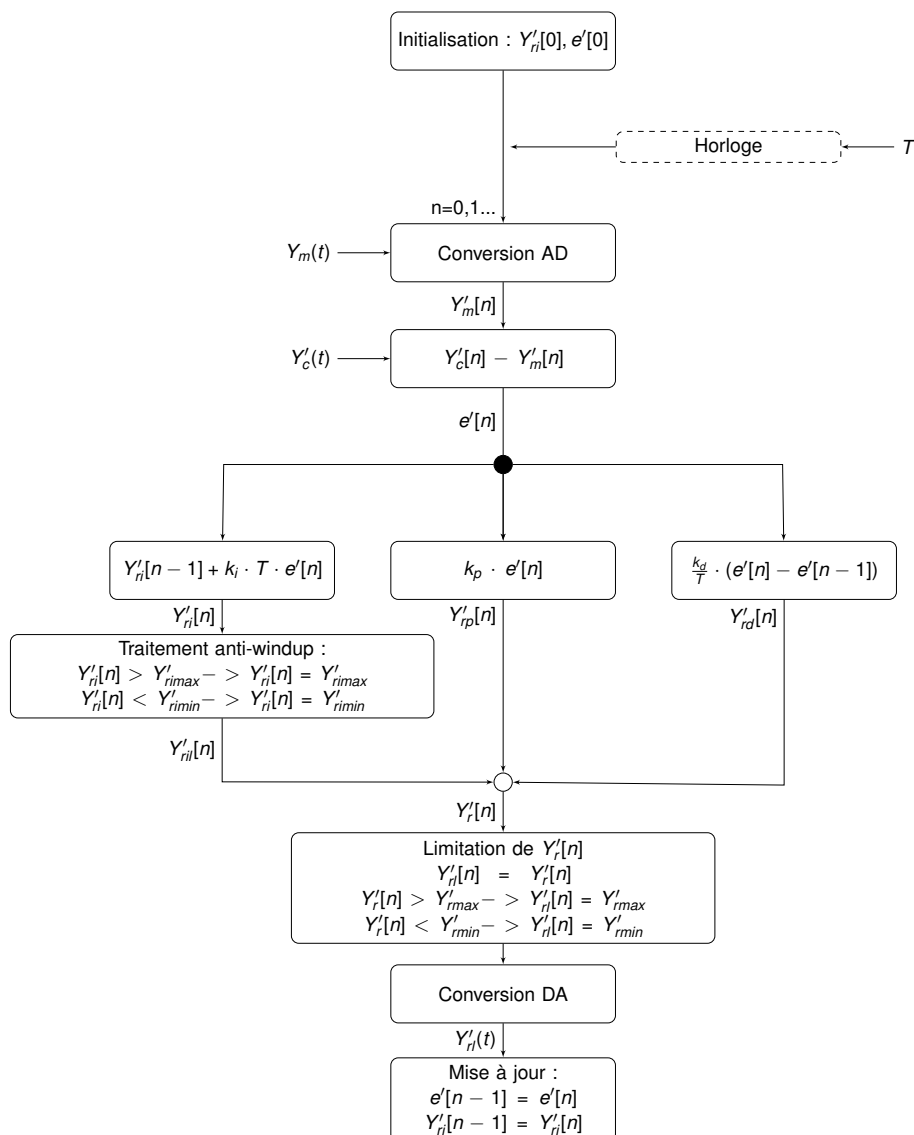 Initialisation : Y′ri[0], e′[0]
Horloge
T
n=0,1...
Ym(t)
Conversion AD
Y′m[n]
Y′c(t)
Y′c[n] − Y′m[n]
e′[n]
Y′ri[n − 1] + ki · T · e′[n]
kp · e′[n]
kd/T · (e′[n] − e′[n − 1])
Y′ri[n]
Y′rp[n]
Y′rd[n]
Traitement anti-windup :
Y′ri[n] > Y′rimax− > Y′ri[n] = Y′rimax
Y′ri[n] < Y′rimin− > Y′ri[n] = Y′rimin
Y′ril[n]
Y′r[n]
Limitation de Y′r[n]
Y′rl[n] = Y′r[n]
Y′r[n] > Y′rmax− > Y′rl[n] = Y′rmax
Y′r[n] < Y′rmin− > Y′rl[n] = Y′rmin
Conversion DA
Y′rl(t)
Mise à jour :
e′[n − 1] = e′[n]
Y′ri[n − 1] = Y′ri[n]